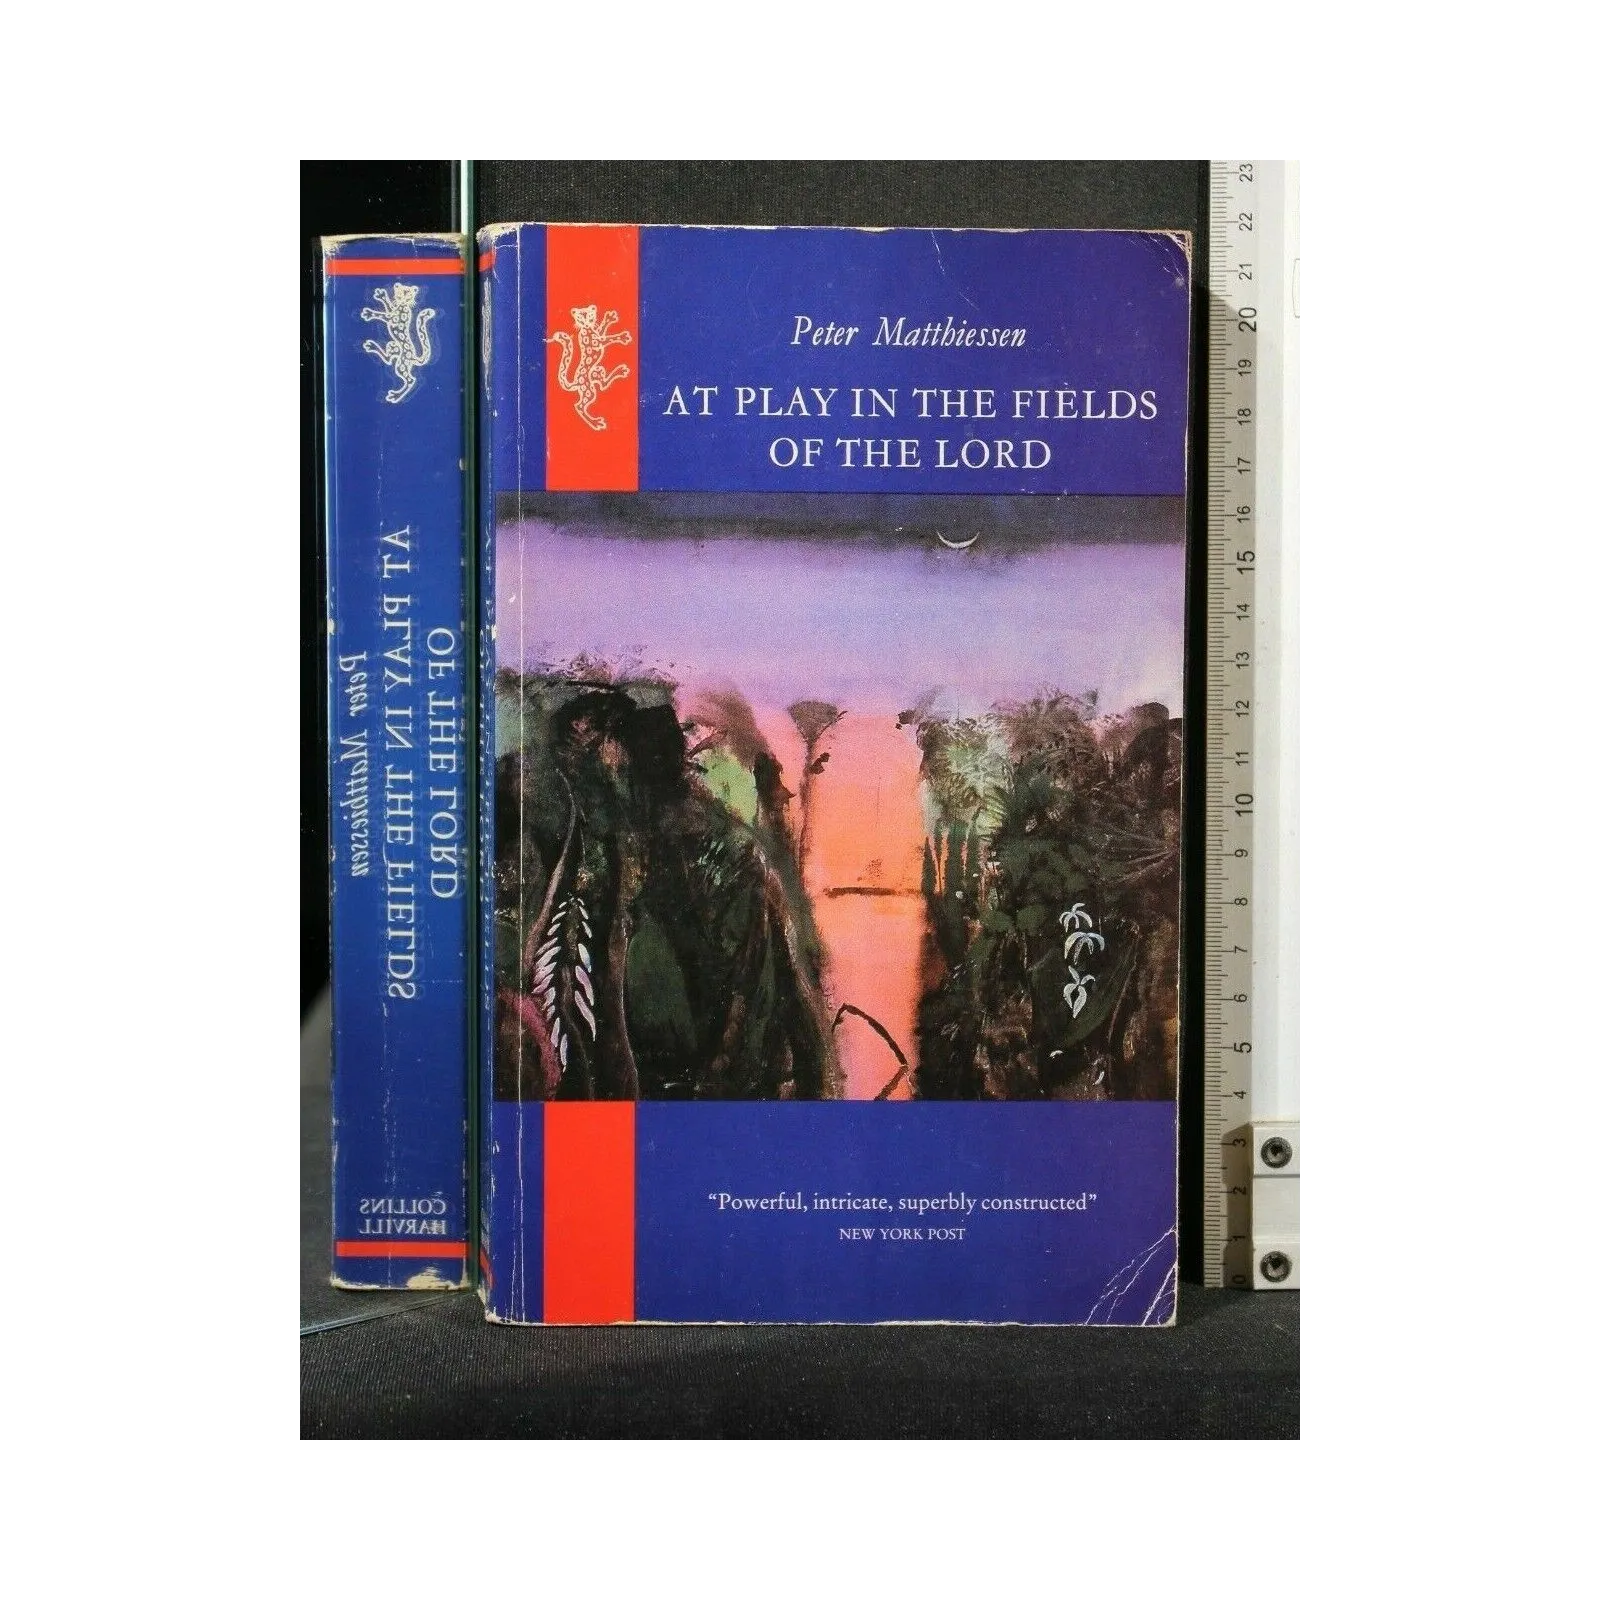 Peter Matthiessen
AT PLAY IN THE FIELDS
OF THE LORD
"Powerful, intricate, superbly constructed"
NEW YORK POST
AT PLAY IN THE FIELDS
OF THE LORD
Peter Matthiessen
COLLINS
HARVILL
23
22
21
20
19
18
17
16
15
14
13
12
11
10
9
8
7
6
5
4
3
2
1
0